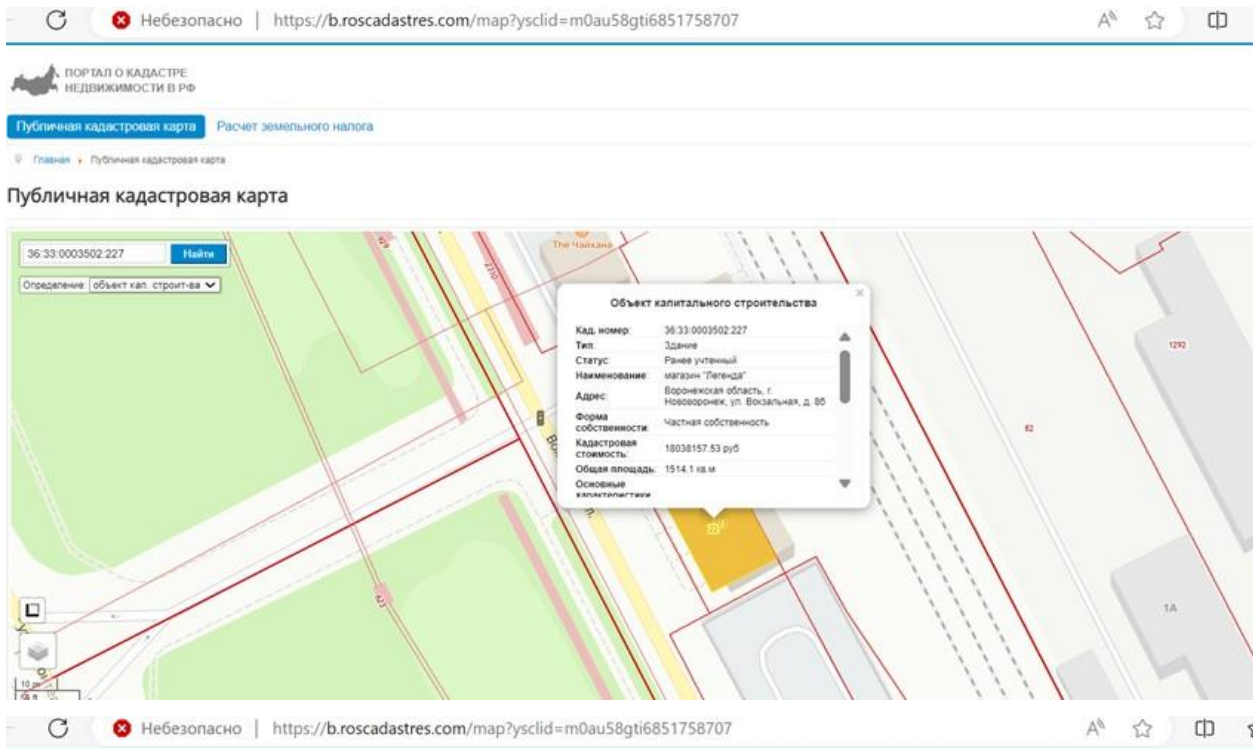 Небезопасно | https://b.roscadastres.com/map?ysclid=m0au58gti6851758707
ПОРТАЛ О КАДАСТРЕ
НЕДВИЖИМОСТИ В РФ
Публичная кадастровая карта Расчет земельного налога
Главная Публичная кадастровая карта
Публичная кадастровая карта
36:33:0003502:227 Найти
Определение: объект кап. строит-ва
The Чайхана
929
2310
Объект капитального строительства
Кад. номер: 36:33:0003502:227
Тип: Здание
Статус: Ранее учтенный
Наименование: магазин "Легенда"
Адрес: Воронежская область, г.
Нововоронеж, ул. Вокзальная, д. 8б
Форма
собственности: Частная собственность
Кадастровая
стоимость: 18038157.53 руб
Общая площадь: 1514.1 кв.м
Основные
характеристики
1292
82
623
1А
10 m
Небезопасно | https://b.roscadastres.com/map?ysclid=m0au58gti6851758707